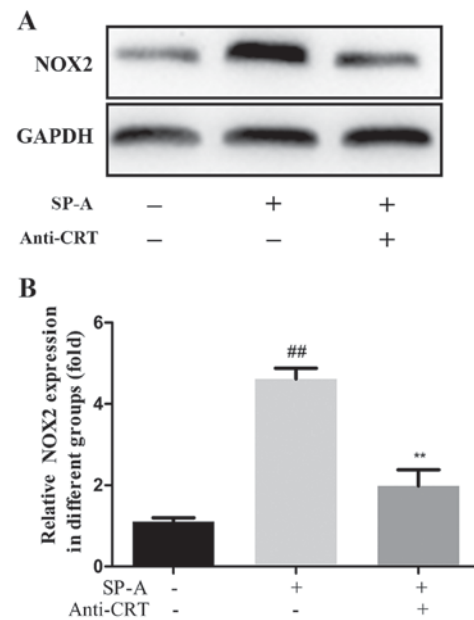 A
NOX2
GAPDH
SP-A – + +
Anti-CRT – – +
B
Relative NOX2 expression
in different groups (fold)
6
4
2
0
##
**
SP-A - + +
Anti-CRT - - +